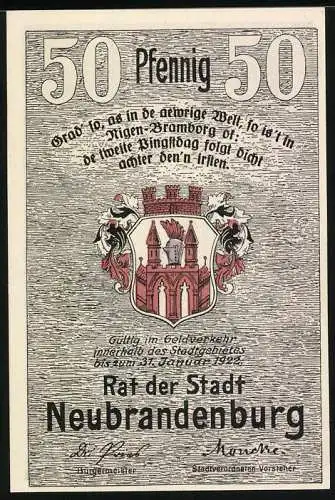 50 Pfennig 50
Grad' so, as in de aewrige Welt, so is't in
Nigen-Bramborg ok:
de tweite Pingstdag folgt dicht
achter den'n irsten.
Gültig im Geldverkehr
innerhalb des Stadtgebietes
bis zum 31. Januar 1922.
Rat der Stadt
Neubrandenburg
Bürgermeister Stadtverordneten-Vorsteher